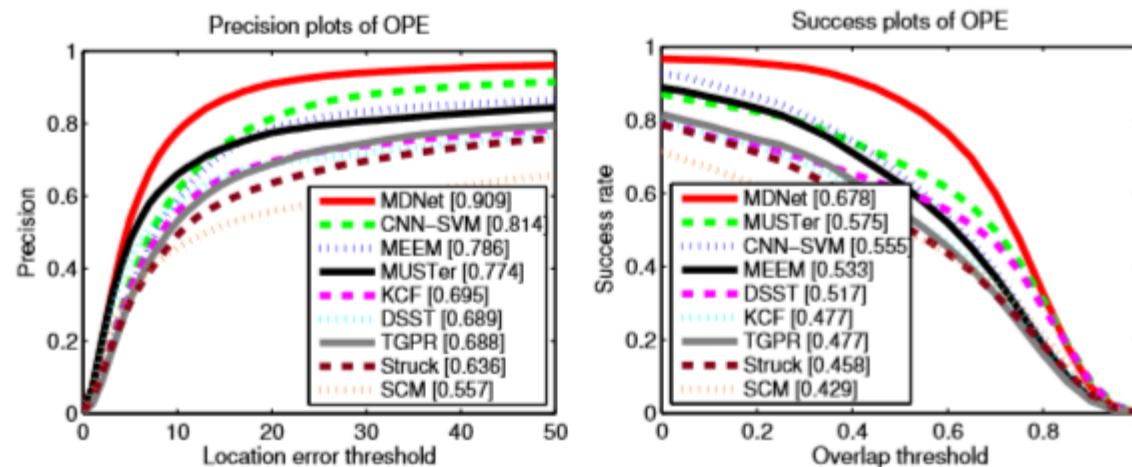 Precision plots of OPE
Precision
1
0.8
0.6
0.4
0.2
0
0 10 20 30 40 50
Location error threshold
MDNet [0.909]
CNN-SVM [0.814]
MEEM [0.786]
MUSTer [0.774]
KCF [0.695]
DSST [0.689]
TGPR [0.688]
Struck [0.636]
SCM [0.557]
Success plots of OPE
Success rate
1
0.8
0.6
0.4
0.2
0
0 0.2 0.4 0.6 0.8
Overlap threshold
MDNet [0.678]
MUSTer [0.575]
CNN-SVM [0.555]
MEEM [0.533]
DSST [0.517]
KCF [0.477]
TGPR [0.477]
Struck [0.458]
SCM [0.429]